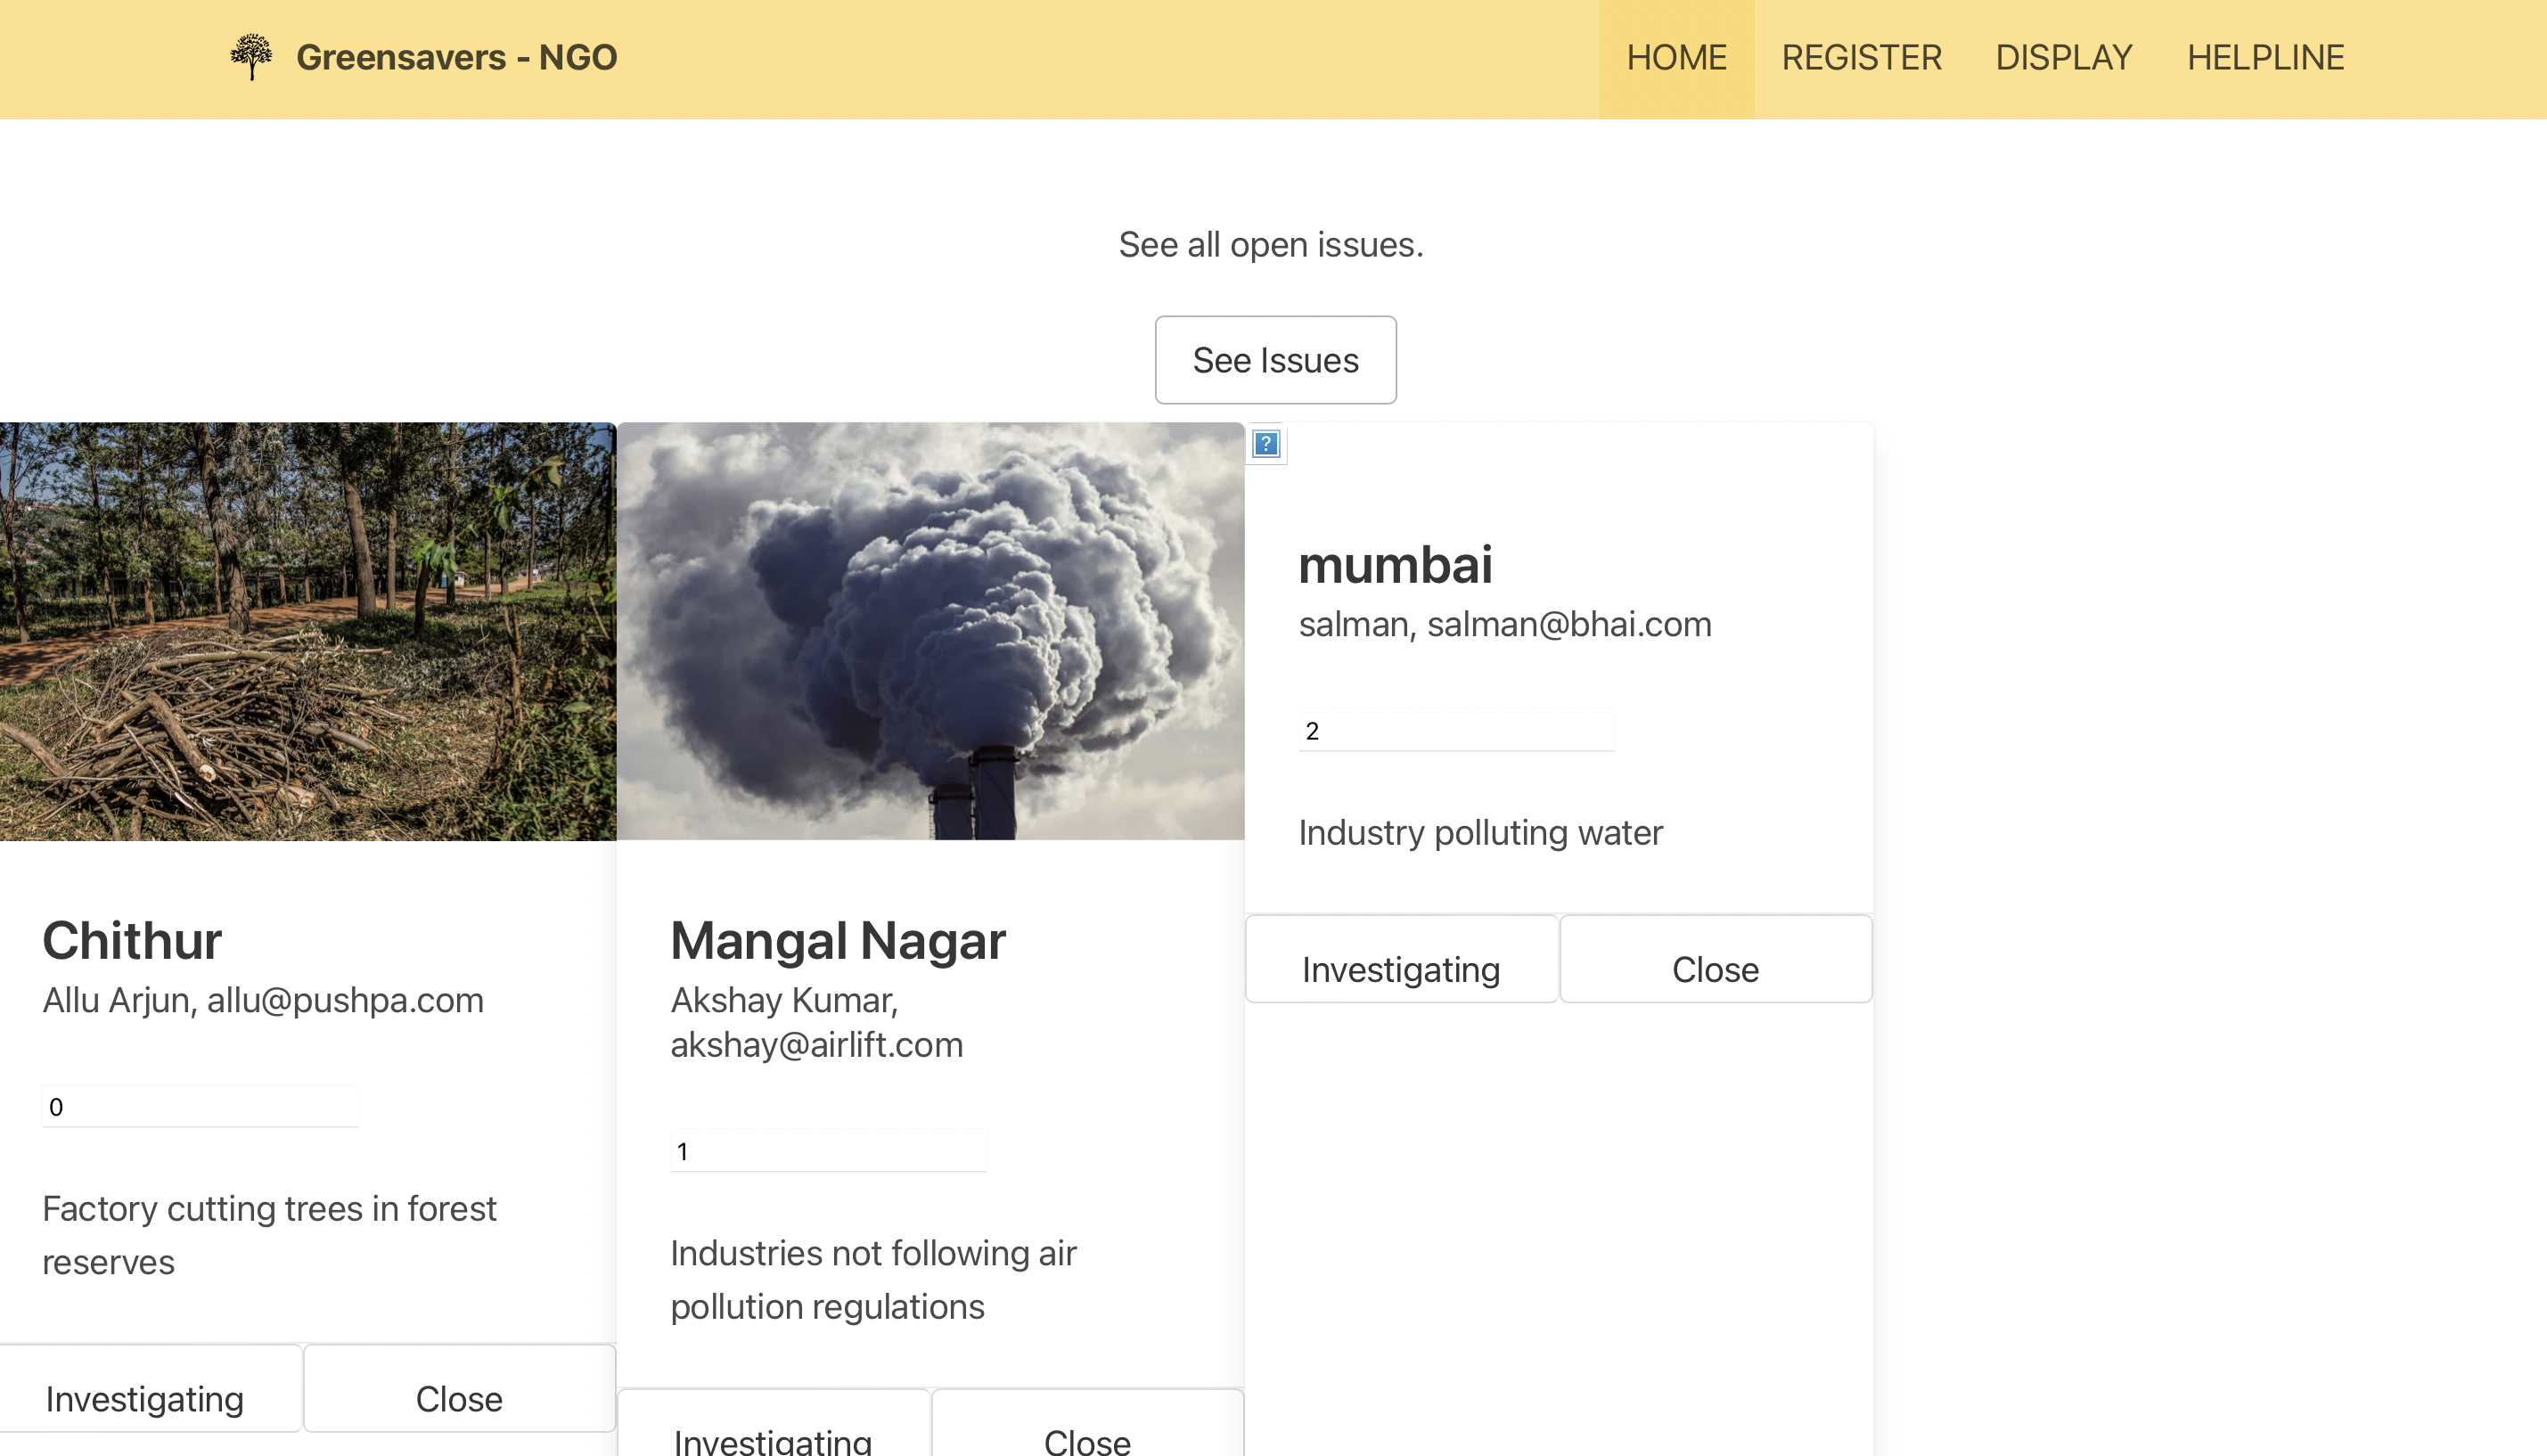 Greensavers - NGO
HOME
REGISTER
DISPLAY
HELPLINE
See all open issues.
See Issues
Chithur
Allu Arjun, allu@pushpa.com
0
Factory cutting trees in forest
reserves
Investigating
Close
Mangal Nagar
Akshay Kumar,
akshay@airlift.com
1
Industries not following air
pollution regulations
Investigating
Close
?
mumbai
salman, salman@bhai.com
2
Industry polluting water
Investigating
Close